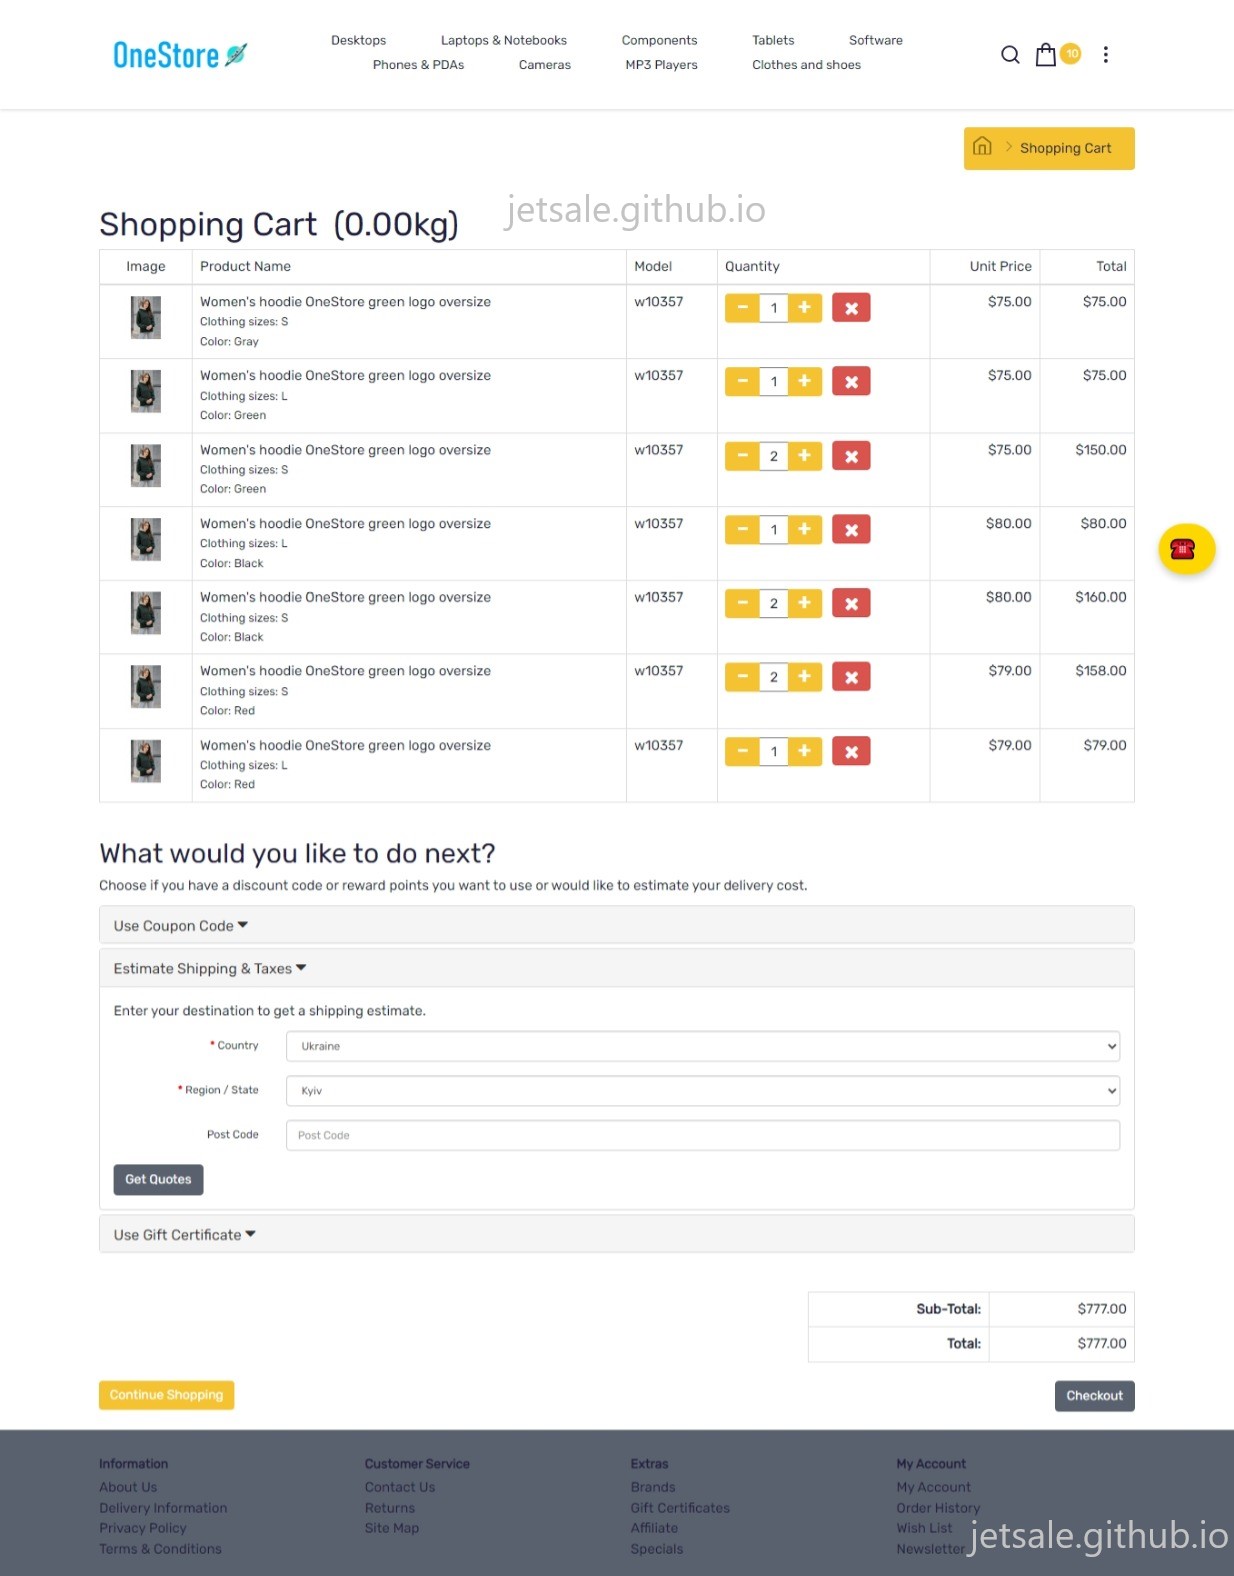 OneStore
Desktops Laptops & Notebooks Components Tablets Software
Phones & PDAs Cameras MP3 Players Clothes and shoes
10
Shopping Cart
jetsale.github.io
Shopping Cart (0.00kg)
Image Product Name Model Quantity Unit Price Total
Women's hoodie OneStore green logo oversize w10357 1 $75.00 $75.00
Clothing sizes: S
Color: Gray
Women's hoodie OneStore green logo oversize w10357 1 $75.00 $75.00
Clothing sizes: L
Color: Green
Women's hoodie OneStore green logo oversize w10357 2 $75.00 $150.00
Clothing sizes: S
Color: Green
Women's hoodie OneStore green logo oversize w10357 1 $80.00 $80.00
Clothing sizes: L
Color: Black
Women's hoodie OneStore green logo oversize w10357 2 $80.00 $160.00
Clothing sizes: S
Color: Black
Women's hoodie OneStore green logo oversize w10357 2 $79.00 $158.00
Clothing sizes: S
Color: Red
Women's hoodie OneStore green logo oversize w10357 1 $79.00 $79.00
Clothing sizes: L
Color: Red
What would you like to do next?
Choose if you have a discount code or reward points you want to use or would like to estimate your delivery cost.
Use Coupon Code
Estimate Shipping & Taxes
Enter your destination to get a shipping estimate.
* Country Ukraine
* Region / State Kyiv
Post Code Post Code
Get Quotes
Use Gift Certificate
Sub-Total: $777.00
Total: $777.00
Continue Shopping Checkout
Information Customer Service Extras My Account
About Us Contact Us Brands My Account
Delivery Information Returns Gift Certificates Order History
Privacy Policy Site Map Affiliate Wish List
Terms & Conditions Specials Newsletter
jetsale.github.io